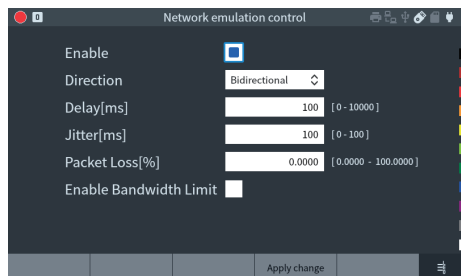 0 Network emulation control
Enable
Direction Bidirectional
Delay[ms] 100 [ 0 - 10000 ]
Jitter[ms] 100 [ 0 - 100 ]
Packet Loss[%] 0.0000 [ 0.0000 - 100.0000 ]
Enable Bandwidth Limit
Apply change